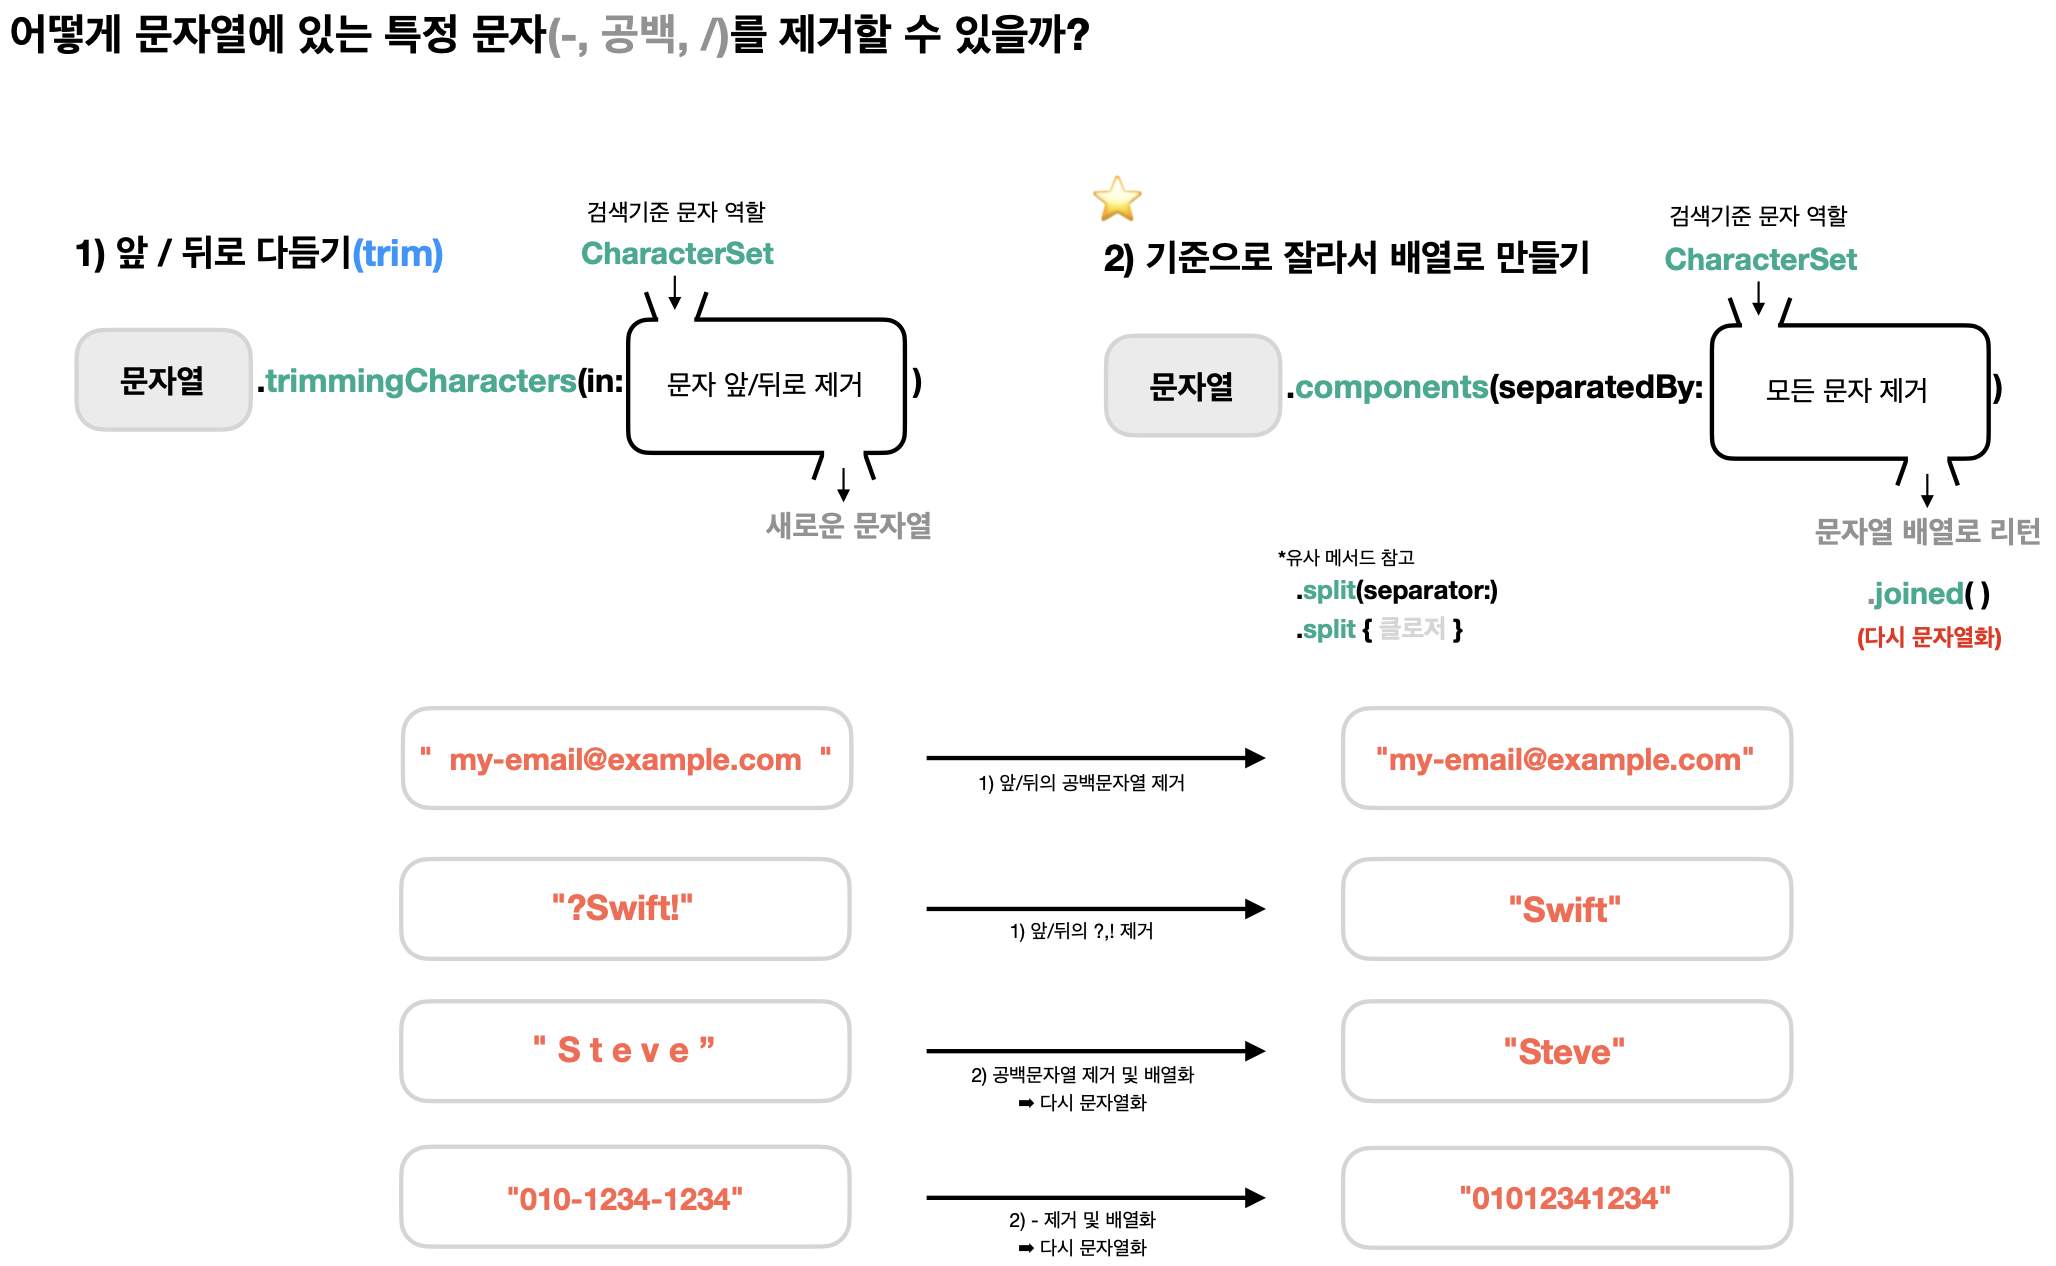 어떻게 문자열에 있는 특정 문자(-, 공백, /)를 제거할 수 있을까?
검색기준 문자 역할
1) 앞 / 뒤로 다듬기(trim)
CharacterSet
문자열 .trimmingCharacters(in: 문자 앞/뒤로 제거 )
새로운 문자열
검색기준 문자 역할
2) 기준으로 잘라서 배열로 만들기
CharacterSet
문자열 .components(separatedBy: 모든 문자 제거 )
문자열 배열로 리턴
*유사 메서드 참고
.split(separator:)
.split { 클로저 }
.joined( )
(다시 문자열화)
"  my-email@example.com  "
1) 앞/뒤의 공백문자열 제거
"my-email@example.com"
"?Swift!"
1) 앞/뒤의 ?,! 제거
"Swift"
" S t e v e ”
2) 공백문자열 제거 및 배열화
➡ 다시 문자열화
"Steve"
"010-1234-1234"
2) - 제거 및 배열화
➡ 다시 문자열화
"01012341234"